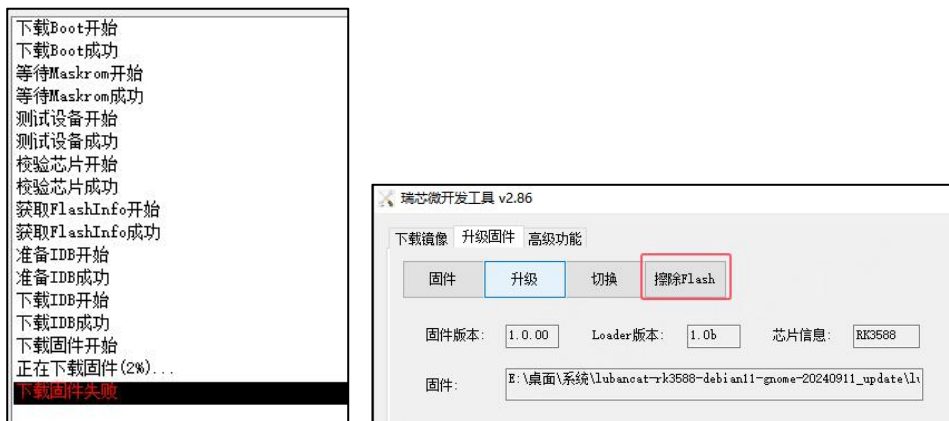 下载Boot开始
下载Boot成功
等待Maskrom开始
等待Maskrom成功
测试设备开始
测试设备成功
校验芯片开始
校验芯片成功
获取FlashInfo开始
获取FlashInfo成功
准备IDB开始
准备IDB成功
下载IDB开始
下载IDB成功
下载固件开始
正在下载固件(2%)...
下载固件失败
瑞芯微开发工具 v2.86
下载镜像 升级固件 高级功能
固件 升级 切换 擦除Flash
固件版本: 1.0.00 Loader版本: 1.0b 芯片信息: RK3588
固件: E:\桌面\系统\lubancat-rk3588-debian11-gnome-20240911_update\lu